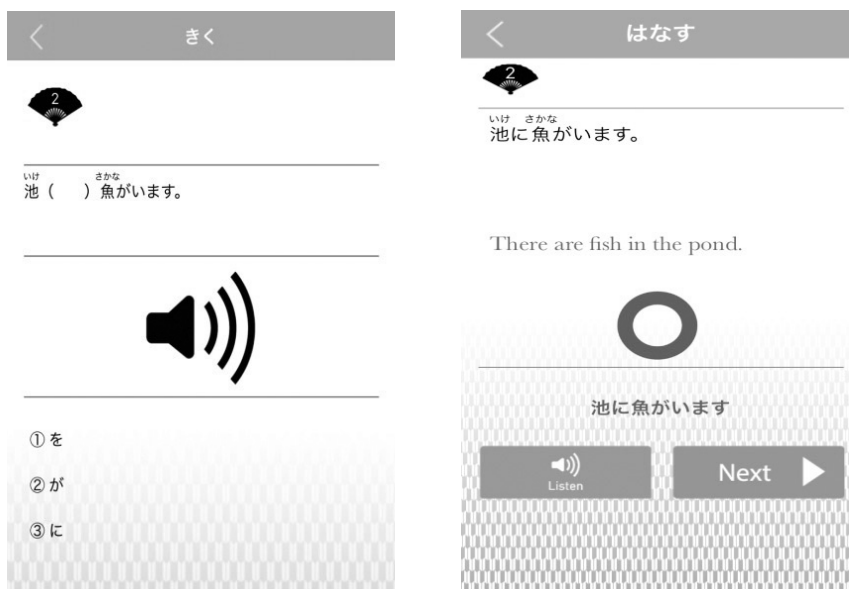 きく
2
いけ さかな
池（　）魚がいます。
① を
② が
③ に
はなす
2
いけ さかな
池に魚がいます。
There are fish in the pond.
池に魚がいます
Listen
Next